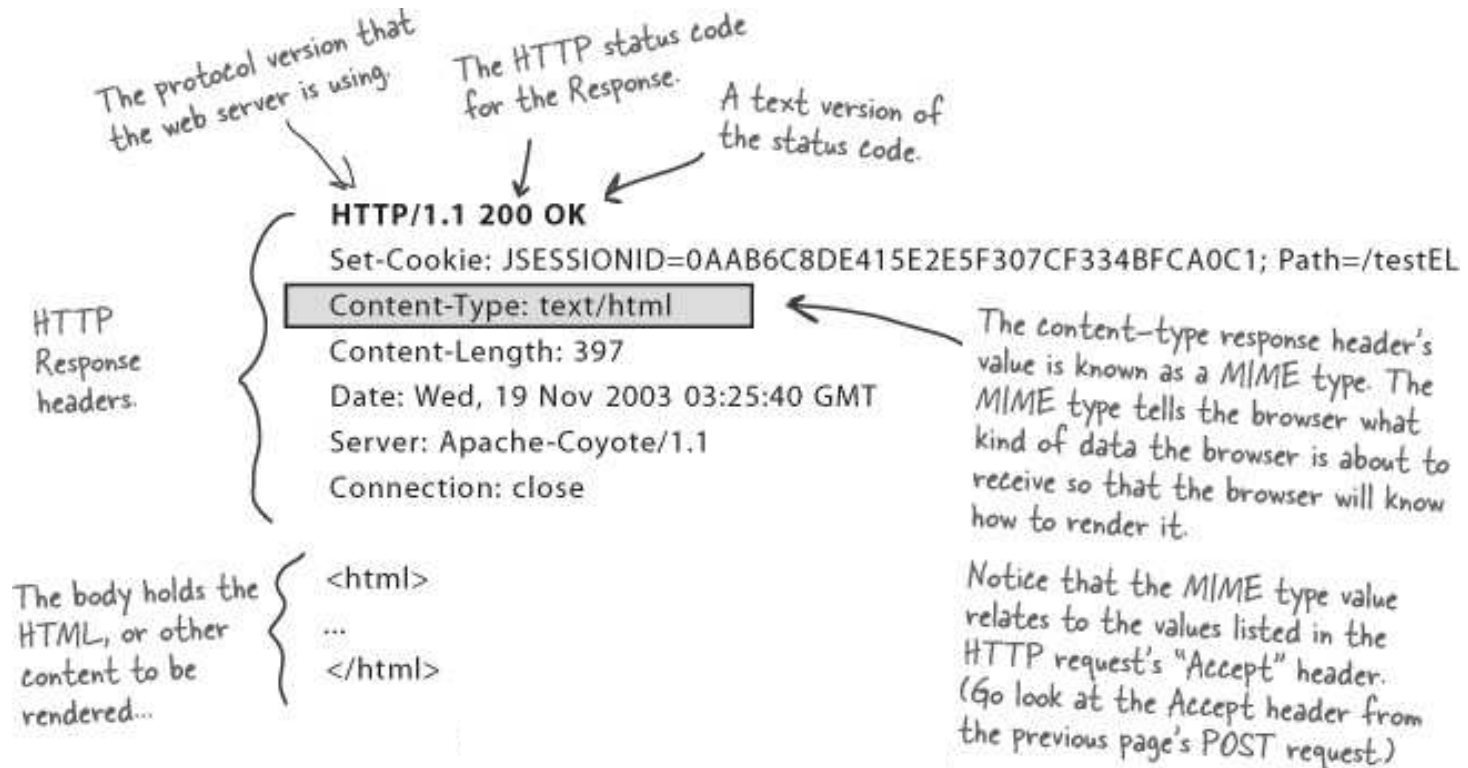 The protocol version that
the web server is using.
The HTTP status code
for the Response.
A text version of
the status code.
HTTP/1.1 200 OK
Set-Cookie: JSESSIONID=0AAB6C8DE415E2E5F307CF334BFCA0C1; Path=/testEL
Content-Type: text/html
Content-Length: 397
Date: Wed, 19 Nov 2003 03:25:40 GMT
Server: Apache-Coyote/1.1
Connection: close
HTTP
Response
headers.
The content-type response header's
value is known as a MIME type. The
MIME type tells the browser what
kind of data the browser is about to
receive so that the browser will know
how to render it.
Notice that the MIME type value
relates to the values listed in the
HTTP request's "Accept" header.
(Go look at the Accept header from
the previous page's POST request.)
The body holds the
HTML, or other
content to be
rendered...
<html>
...
</html>